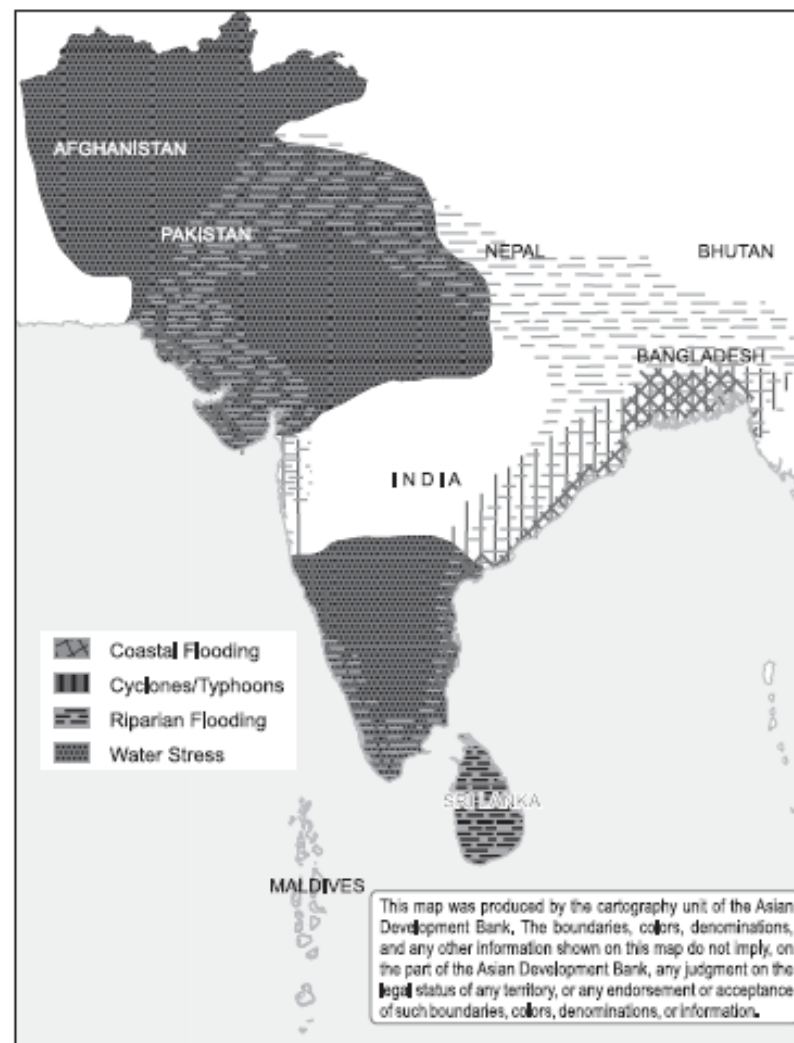 AFGHANISTAN
PAKISTAN
NEPAL
BHUTAN
BANGLADESH
INDIA
Coastal Flooding
Cyclones/Typhoons
Riparian Flooding
Water Stress
SRI LANKA
MALDIVES
This map was produced by the cartography unit of the Asian
Development Bank. The boundaries, colors, denominations,
and any other information shown on this map do not imply, on
the part of the Asian Development Bank, any judgment on the
legal status of any territory, or any endorsement or acceptance
of such boundaries, colors, denominations, or information.